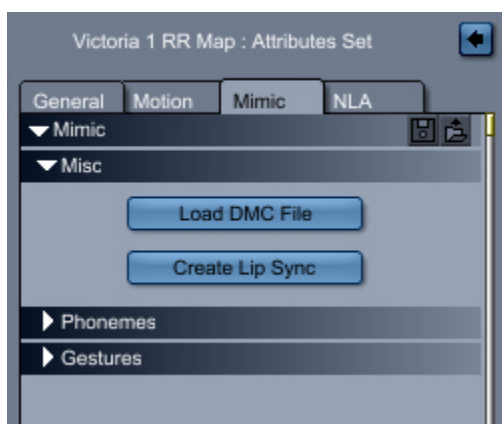 Victoria 1 RR Map : Attributes Set
General Motion Mimic NLA
Mimic
Misc
Load DMC File
Create Lip Sync
Phonemes
Gestures